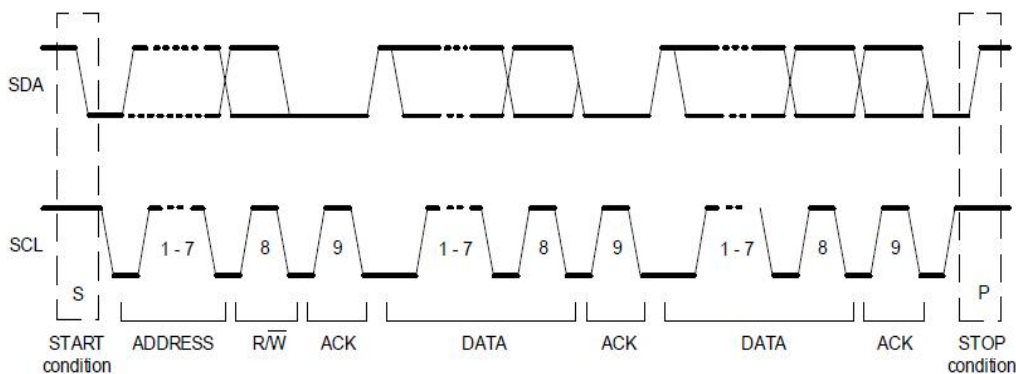 SDA
SCL
1 - 7
8
9
1 - 7
8
9
1 - 7
8
9
S
P
START
condition
ADDRESS
R/W̅
ACK
DATA
ACK
DATA
ACK
STOP
condition